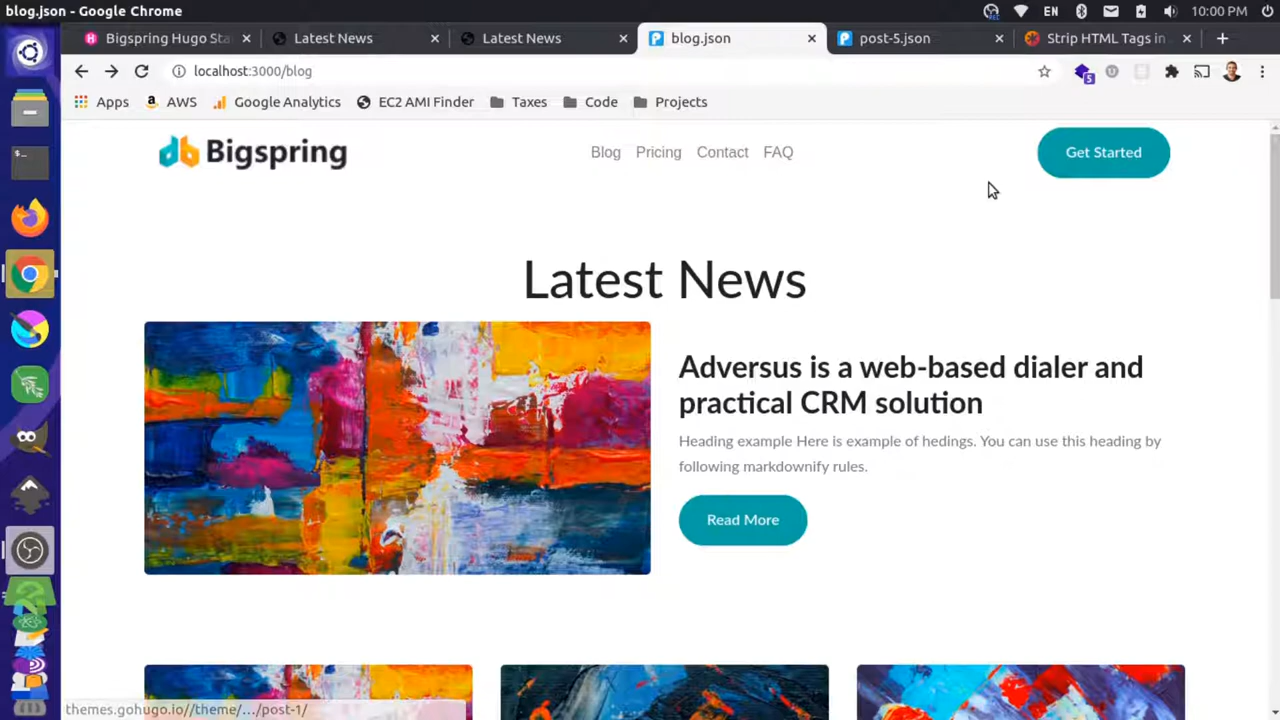 blog.json - Google Chrome
EN
10:00 PM
Bigspring Hugo Sta
Latest News
Latest News
blog.json
post-5.json
Strip HTML Tags in
localhost:3000/blog
5
Apps
AWS
Google Analytics
EC2 AMI Finder
Taxes
Code
Projects
Bigspring
Blog
Pricing
Contact
FAQ
Get Started
Latest News
Adversus is a web-based dialer and
practical CRM solution
Heading example Here is example of hedings. You can use this heading by
following markdownify rules.
Read More
themes.gohugo.io//theme/.../post-1/